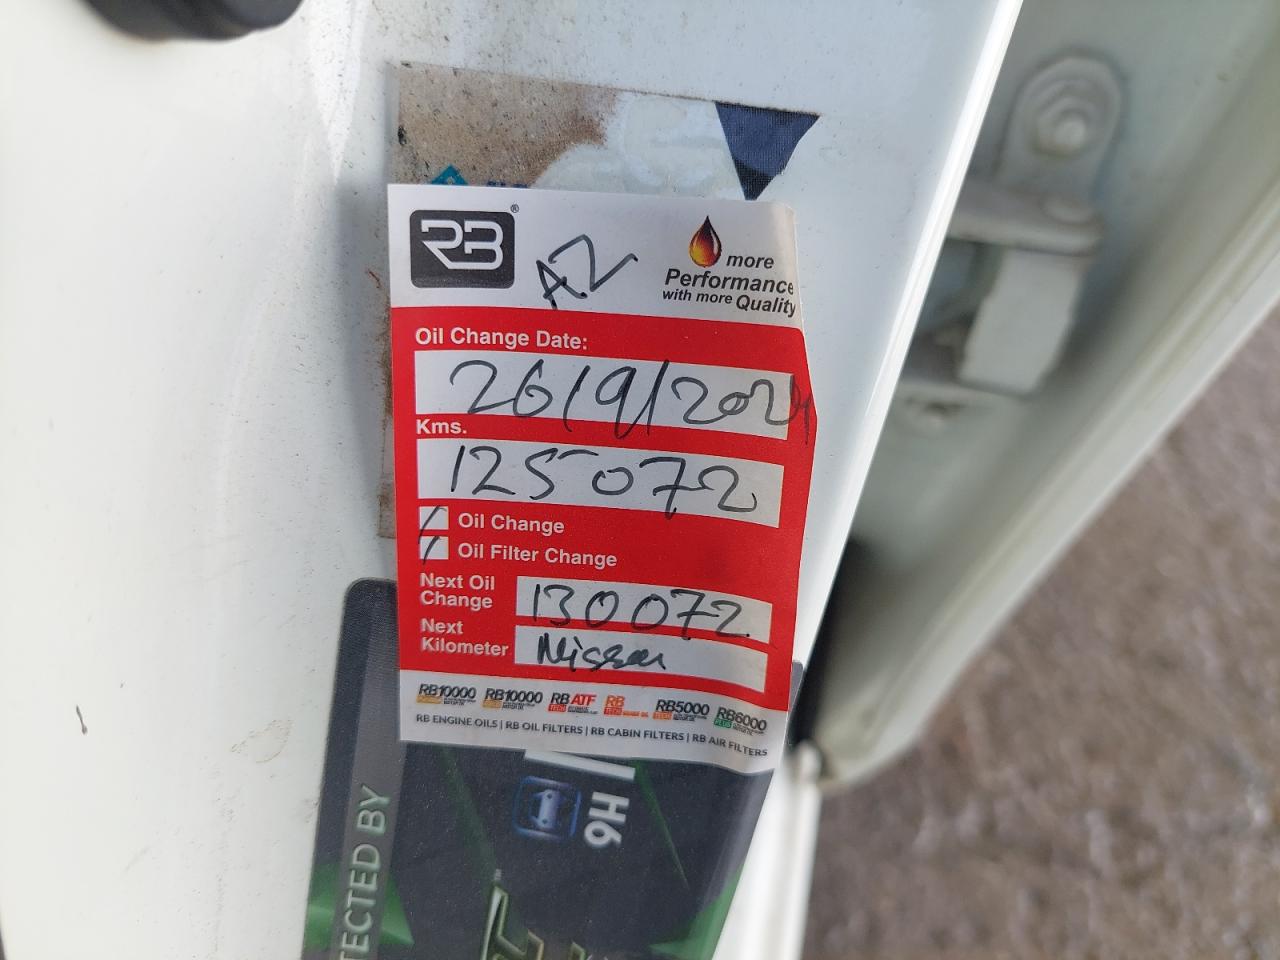 RB®
AZ
more
Performance
with more Quality
Oil Change Date:
26/9/2024
Kms.
125072
Oil Change
Oil Filter Change
Next Oil
Change
130072
Next
Kilometer
Nissan
RB10000 RB10000 RB ATF RB RB5000 RB6000
RB ENGINE OILS | RB OIL FILTERS | RB CABIN FILTERS | RB AIR FILTERS
9H
TECTED BY